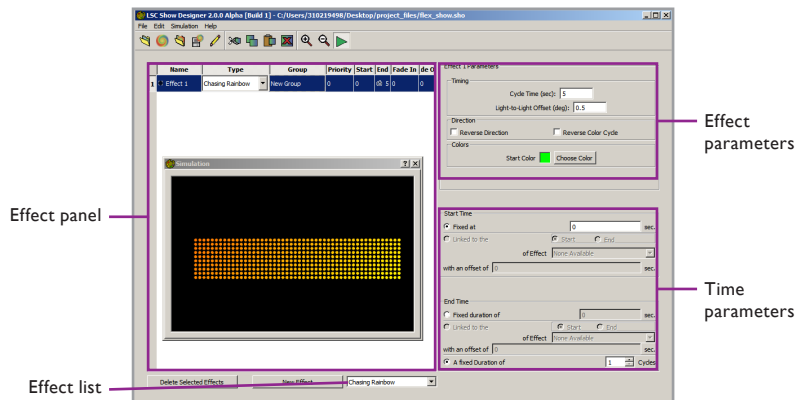 LSC Show Designer 2.0.0 Alpha [Build 1] - C:/Users/310219498/Desktop/project_files/flex_show.sho
File Edit Simulation Help
Name Type Group Priority Start End Fade In de O
1 Effect 1 Chasing Rainbow New Group 0 0 5 0 0
Effect 1 Parameters
Timing
Cycle Time (sec): 5
Light-to-Light Offset (deg): 0.5
Direction
Reverse Direction Reverse Color Cycle
Colors
Start Color Choose Color
Effect parameters
Simulation
Effect panel
Start Time
Fixed at 0 sec.
Linked to the Start End
of Effect None Available
with an offset of 0 sec.
End Time
Fixed duration of 0 sec.
Linked to the Start End
of Effect None Available
with an offset of 0 sec.
A fixed Duration of 1 Cycles
Time parameters
Delete Selected Effects New Effect Chasing Rainbow
Effect list